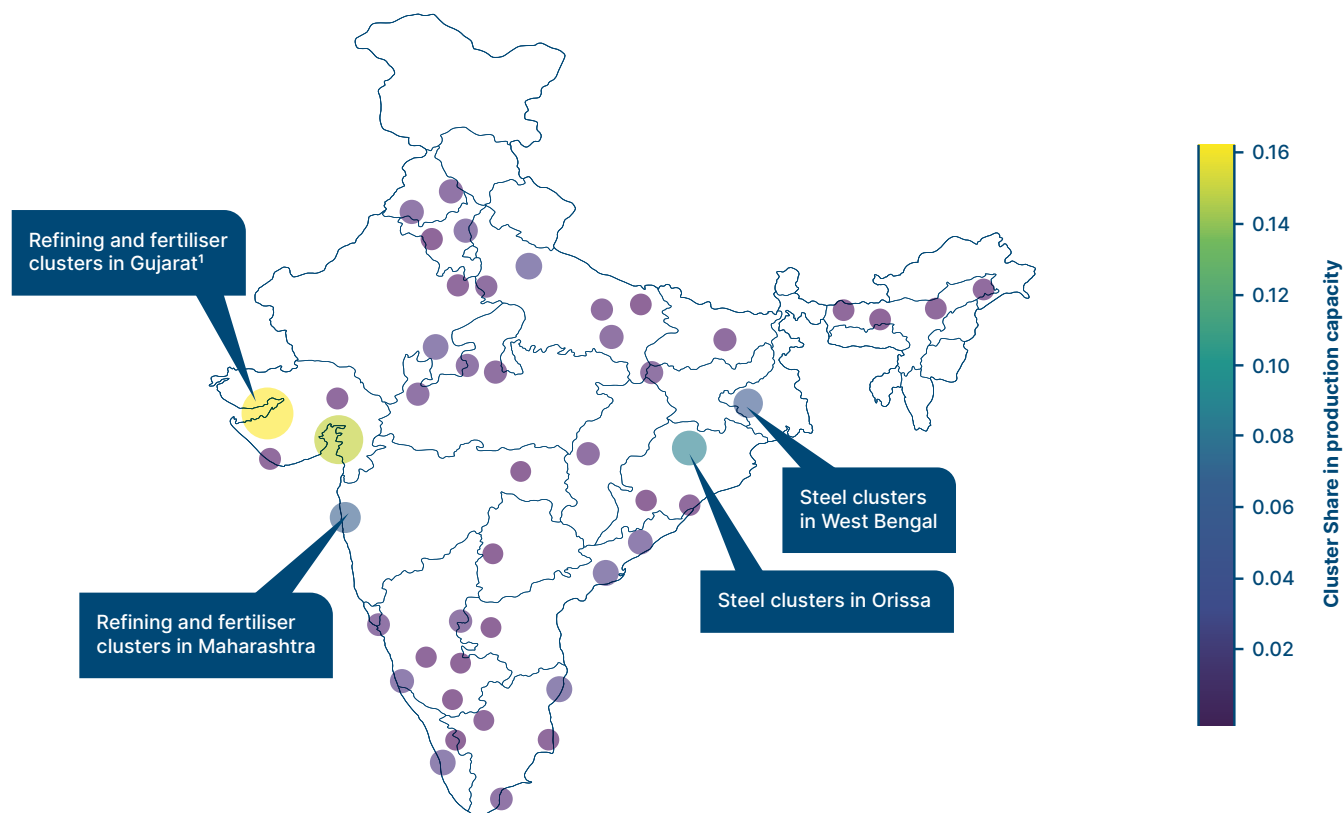 Refining and fertiliser
clusters in Gujarat¹
Steel clusters
in West Bengal
Steel clusters in Orissa
Refining and fertiliser
clusters in Maharashtra
0.16
0.14
0.12
0.10
0.08
0.06
0.04
0.02
Cluster Share in production capacity